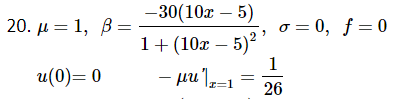 20. μ = 1, β = −30(10x − 5) / 1 + (10x − 5)², σ = 0, f = 0
u(0)= 0 − μu′|ₓ₌₁ = 1/26